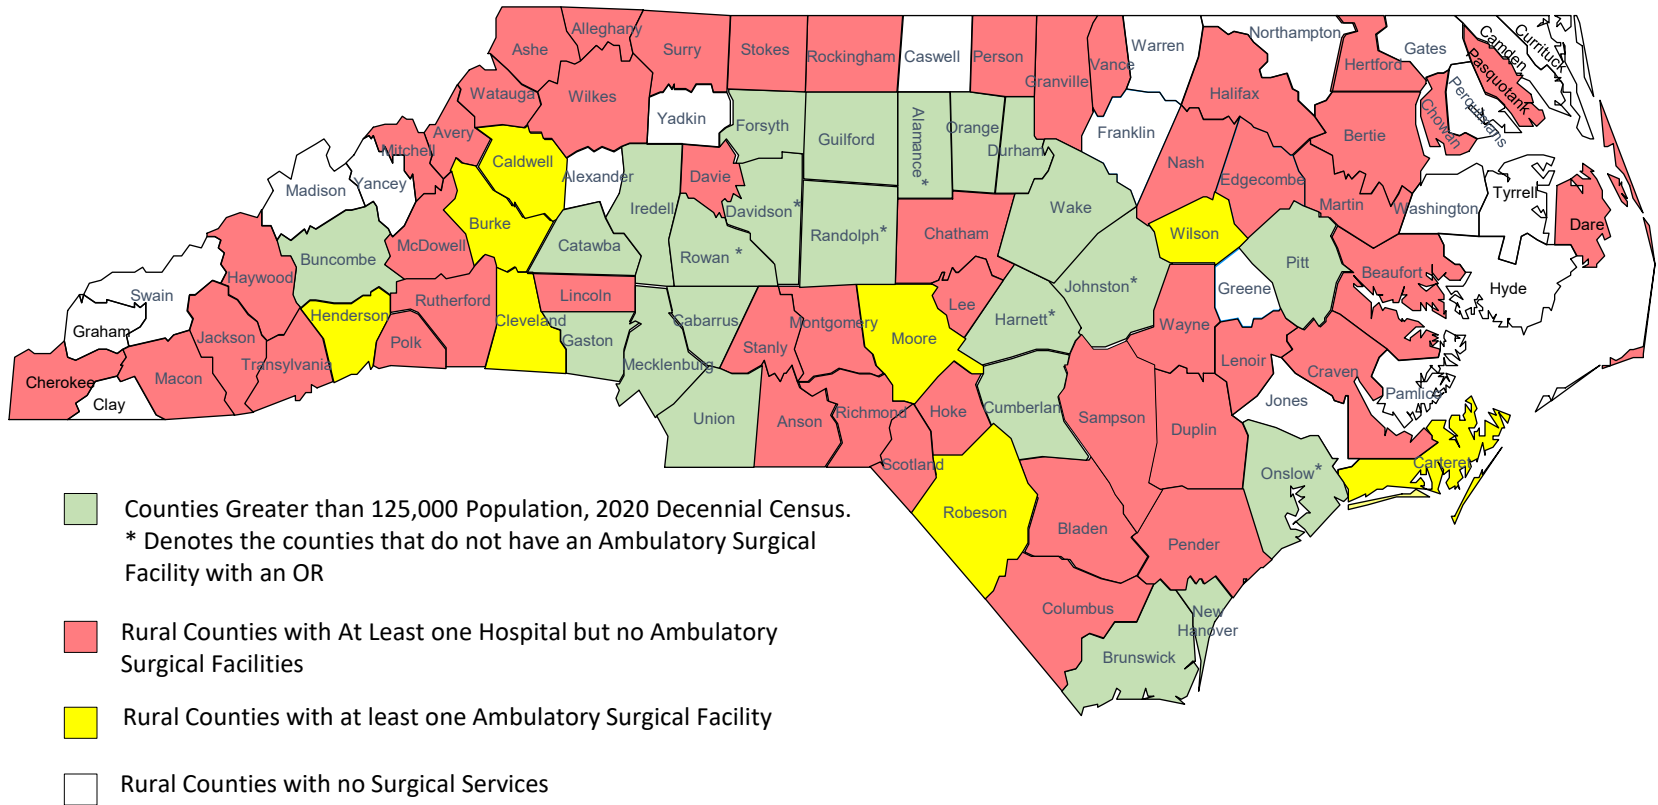 Ashe
Alleghany
Surry
Stokes
Rockingham
Caswell
Person
Granville
Vance
Warren
Northampton
Hertford
Gates
Camden
Currituck
Pasquotank
Perquimans
Chowan
Watauga
Wilkes
Yadkin
Forsyth
Guilford
Alamance*
Orange
Durham
Franklin
Halifax
Bertie
Mitchell
Avery
Caldwell
Alexander
Iredell
Davie
Davidson*
Randolph*
Chatham
Wake
Nash
Edgecombe
Martin
Washington
Tyrrell
Dare
Madison
Yancey
Buncombe
McDowell
Burke
Catawba
Rowan *
Wilson
Pitt
Beaufort
Hyde
Haywood
Swain
Graham
Jackson
Henderson
Rutherford
Polk
Cleveland
Lincoln
Gaston
Cabarrus
Mecklenburg
Stanly
Montgomery
Moore
Lee
Harnett*
Johnston*
Wayne
Greene
Lenoir
Craven
Pamlico
Cherokee
Clay
Macon
Transylvania
Union
Anson
Richmond
Hoke
Scotland
Cumberlan
Sampson
Duplin
Jones
Onslow*
Carteret
Robeson
Bladen
Pender
Columbus
Brunswick
New
Hanover
Counties Greater than 125,000 Population, 2020 Decennial Census.
* Denotes the counties that do not have an Ambulatory Surgical
Facility with an OR
Rural Counties with At Least one Hospital but no Ambulatory
Surgical Facilities
Rural Counties with at least one Ambulatory Surgical Facility
Rural Counties with no Surgical Services